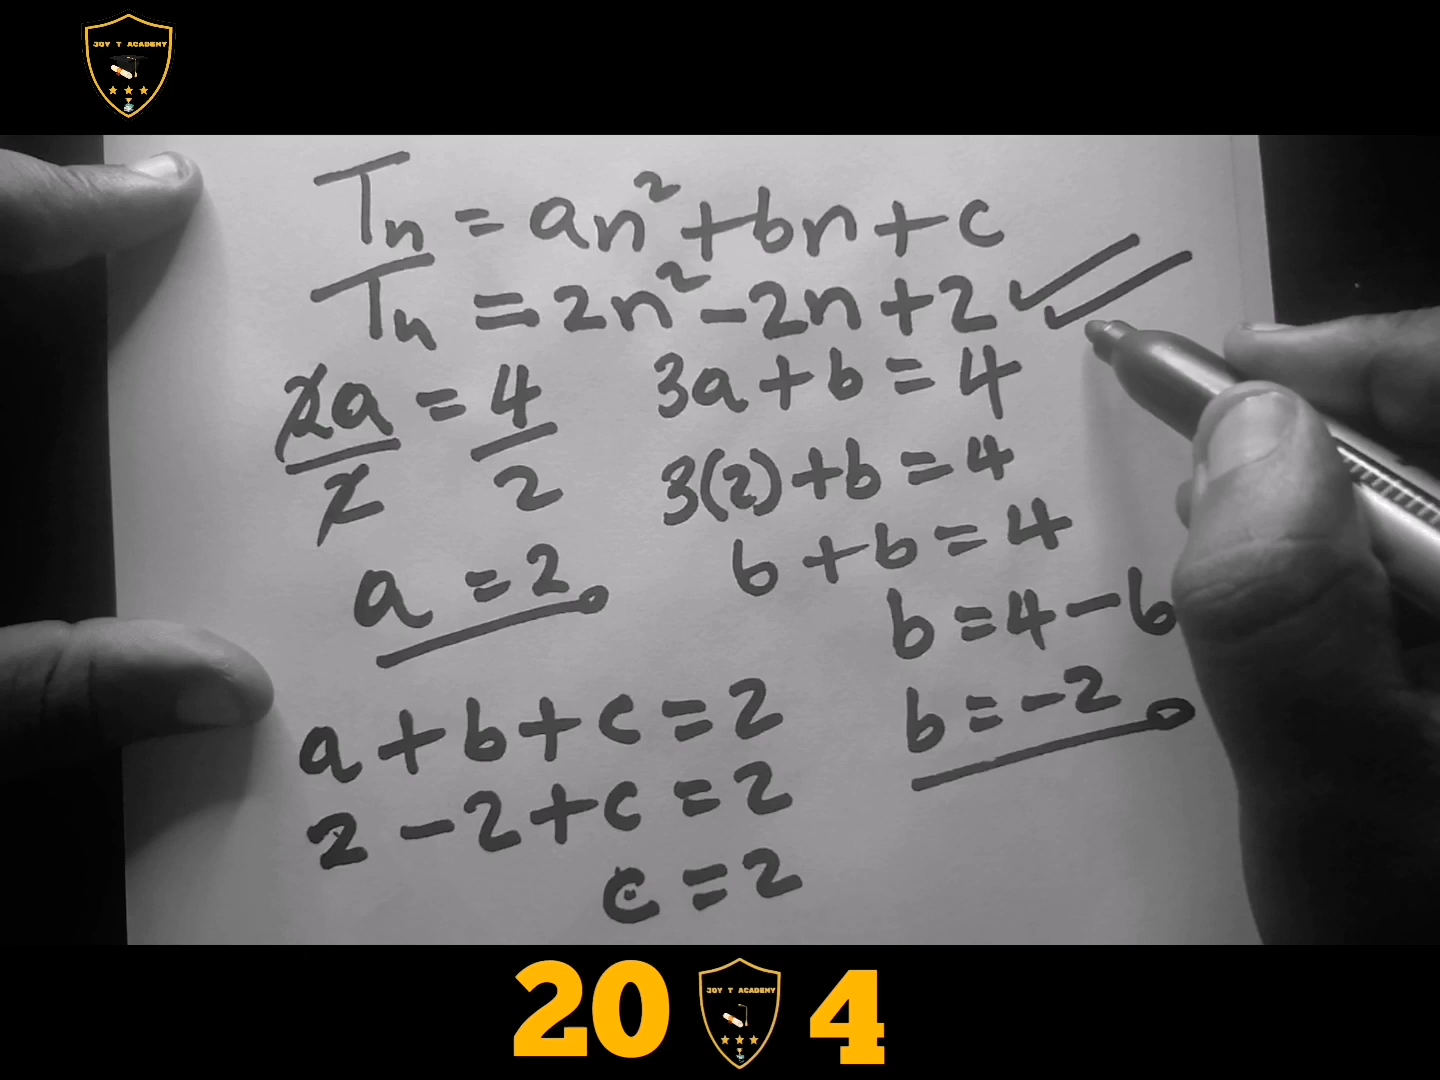 JOY T ACADEMY
Tn = an² + bn + c
Tn = 2n² - 2n + 2
2a/2 = 4/2
a = 2
3a + b = 4
3(2) + b = 4
6 + b = 4
b = 4 - 6
b = -2
a + b + c = 2
2 - 2 + c = 2
c = 2
20 4
JOY T ACADEMY